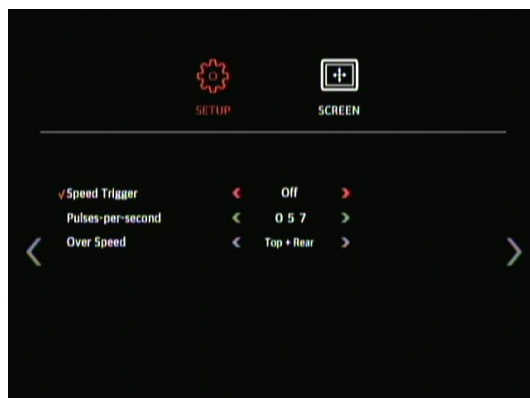 SETUP
SCREEN
√ Speed Trigger < Off >
Pulses-per-second < 0 5 7 >
Over Speed < Top + Rear >